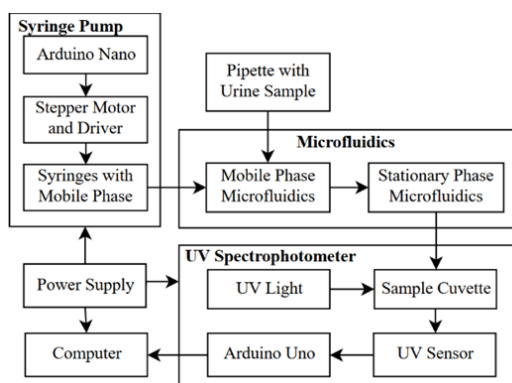 Syringe Pump
Arduino Nano
Stepper Motor
and Driver
Syringes with
Mobile Phase
Pipette with
Urine Sample
Microfluidics
Mobile Phase
Microfluidics
Stationary Phase
Microfluidics
UV Spectrophotometer
Power Supply
UV Light
Sample Cuvette
Computer
Arduino Uno
UV Sensor